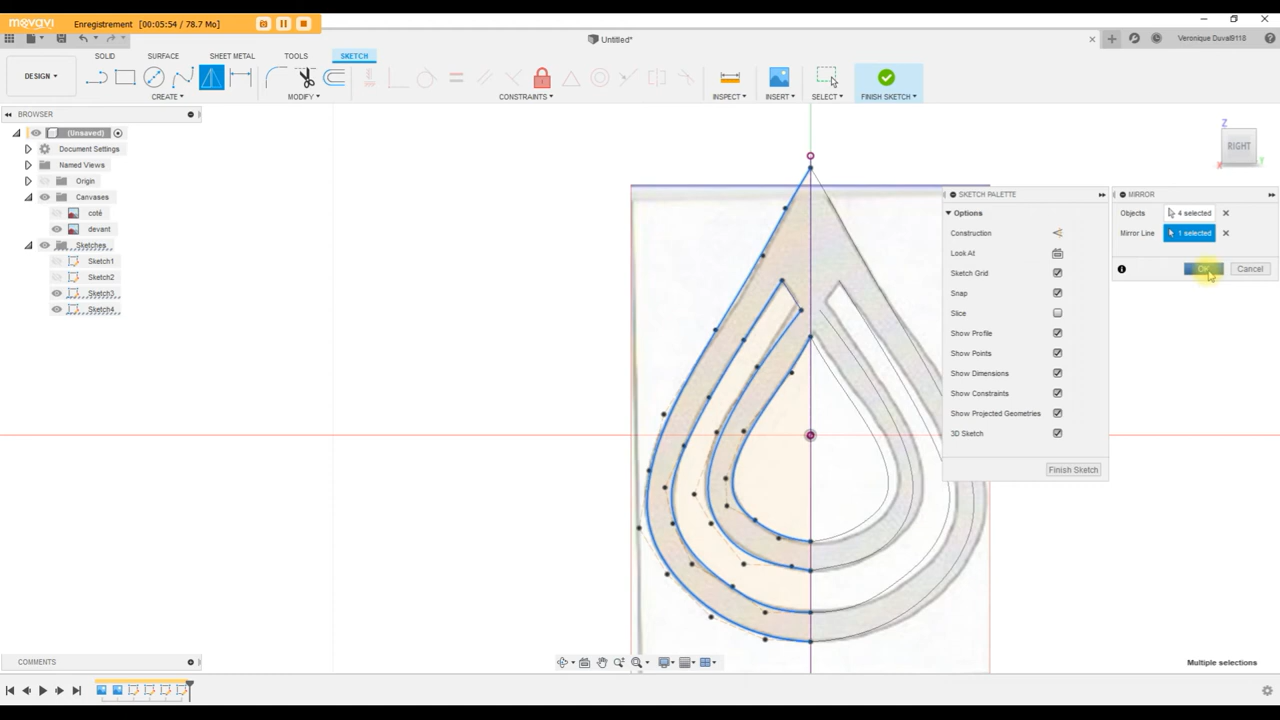 movavi Enregistrement [00:05:54 / 78.7 Mo]
Untitled*
Veronique Duval9118
SOLID SURFACE SHEET METAL TOOLS SKETCH
DESIGN
CREATE MODIFY CONSTRAINTS INSPECT INSERT SELECT FINISH SKETCH
BROWSER
(Unsaved)
Document Settings
Named Views
Origin
Canvases
coté
devant
Sketches
Sketch1
Sketch2
Sketch3
Sketch4
Z
RIGHT
X Y
SKETCH PALETTE
Options
Construction
Look At
Sketch Grid
Snap
Slice
Show Profile
Show Points
Show Dimensions
Show Constraints
Show Projected Geometries
3D Sketch
Finish Sketch
MIRROR
Objects 4 selected
Mirror Line 1 selected
OK Cancel
COMMENTS
Multiple selections